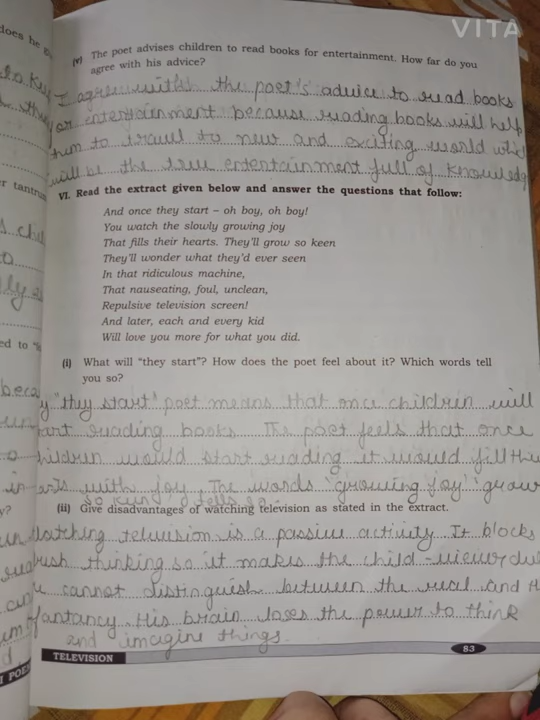 VITA
does he
(v) The poet advises children to read books for entertainment. How far do you
agree with his advice?
I agree with the poet's advice to read books
for entertainment because reading books will help
them to travel to new and exciting world
will be the true entertainment full of knowledge
VI. Read the extract given below and answer the questions that follow:
And once they start – oh boy, oh boy!
You watch the slowly growing joy
That fills their hearts. They'll grow so keen
They'll wonder what they'd ever seen
In that ridiculous machine,
That nauseating, foul, unclean,
Repulsive television screen!
And later, each and every kid
Will love you more for what you did.
(i) What will "they start"? How does the poet feel about it? Which words tell
you so?
By "they start" poet means that once children will
start reading books. The poet feels that once
children would start reading it would fill
with joy. The words "growing joy"
(ii) Give disadvantages of watching television as stated in the extract.
Watching television is a passive activity It blocks
thinking so it makes the child-viewer
cannot distinguish between the real and
fantancy. His brain loses the power to think
and imagine things.
TELEVISION
83